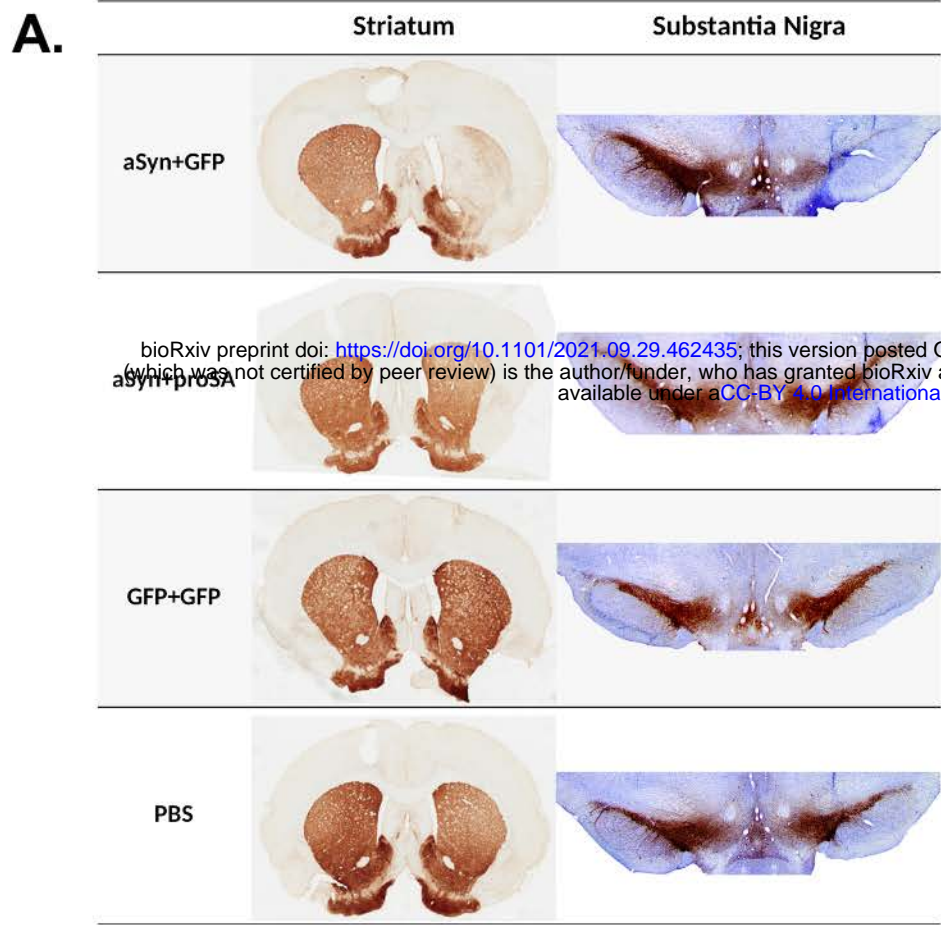 A.
Striatum Substantia Nigra
aSyn+GFP
bioRxiv preprint doi: https://doi.org/10.1101/2021.09.29.462435; this version posted
(which was not certified by peer review) is the author/funder, who has granted bioRxiv a
aSyn+proSA
available under aCC-BY 4.0 Internationa
GFP+GFP
PBS